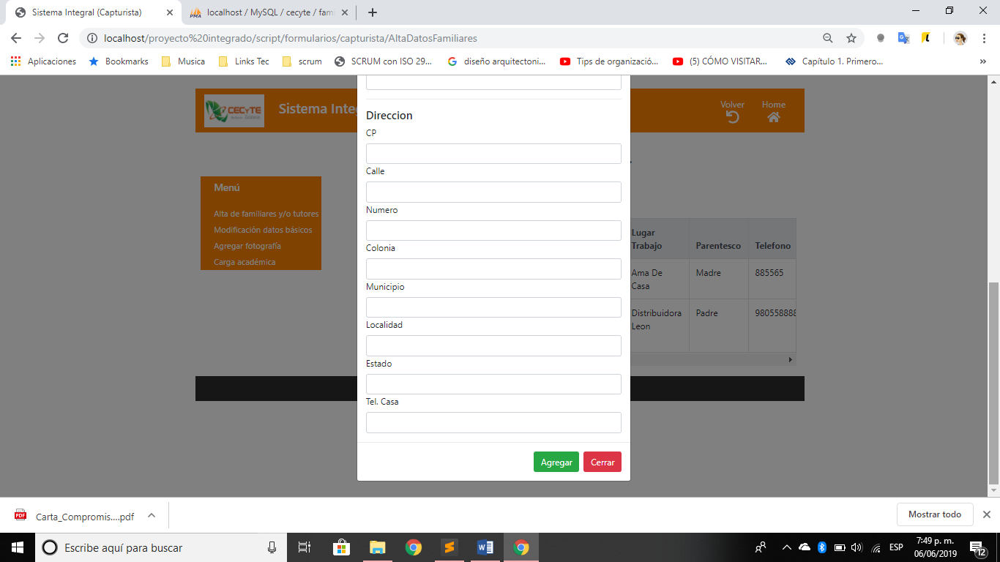 Sistema Integral (Capturista)
localhost / MySQL / cecyte / fam
localhost/proyecto%20integrado/script/formularios/capturista/AltaDatosFamiliares
Aplicaciones
Bookmarks
Musica
Links Tec
scrum
SCRUM con ISO 29...
diseño arquitectoni...
Tips de organizació...
(5) CÓMO VISITAR...
Capítulo 1. Primero...
»
CECyTE
Sistema Inte
Volver
Home
Menú
Alta de famíliares y/o tutores
Modificación datos básicos
Agregar fotografía
Carga académica
Direccion
CP
Calle
Numero
Colonia
Municipio
Localidad
Estado
Tel. Casa
Agregar
Cerrar
Lugar
Trabajo
Parentesco
Telefono
Ama De
Casa
Madre
885565
Distribuidora
Leon
Padre
980558888
PDF
Carta_Compromis....pdf
Mostrar todo
Escribe aquí para buscar
ESP
7:49 p. m.
06/06/2019
12